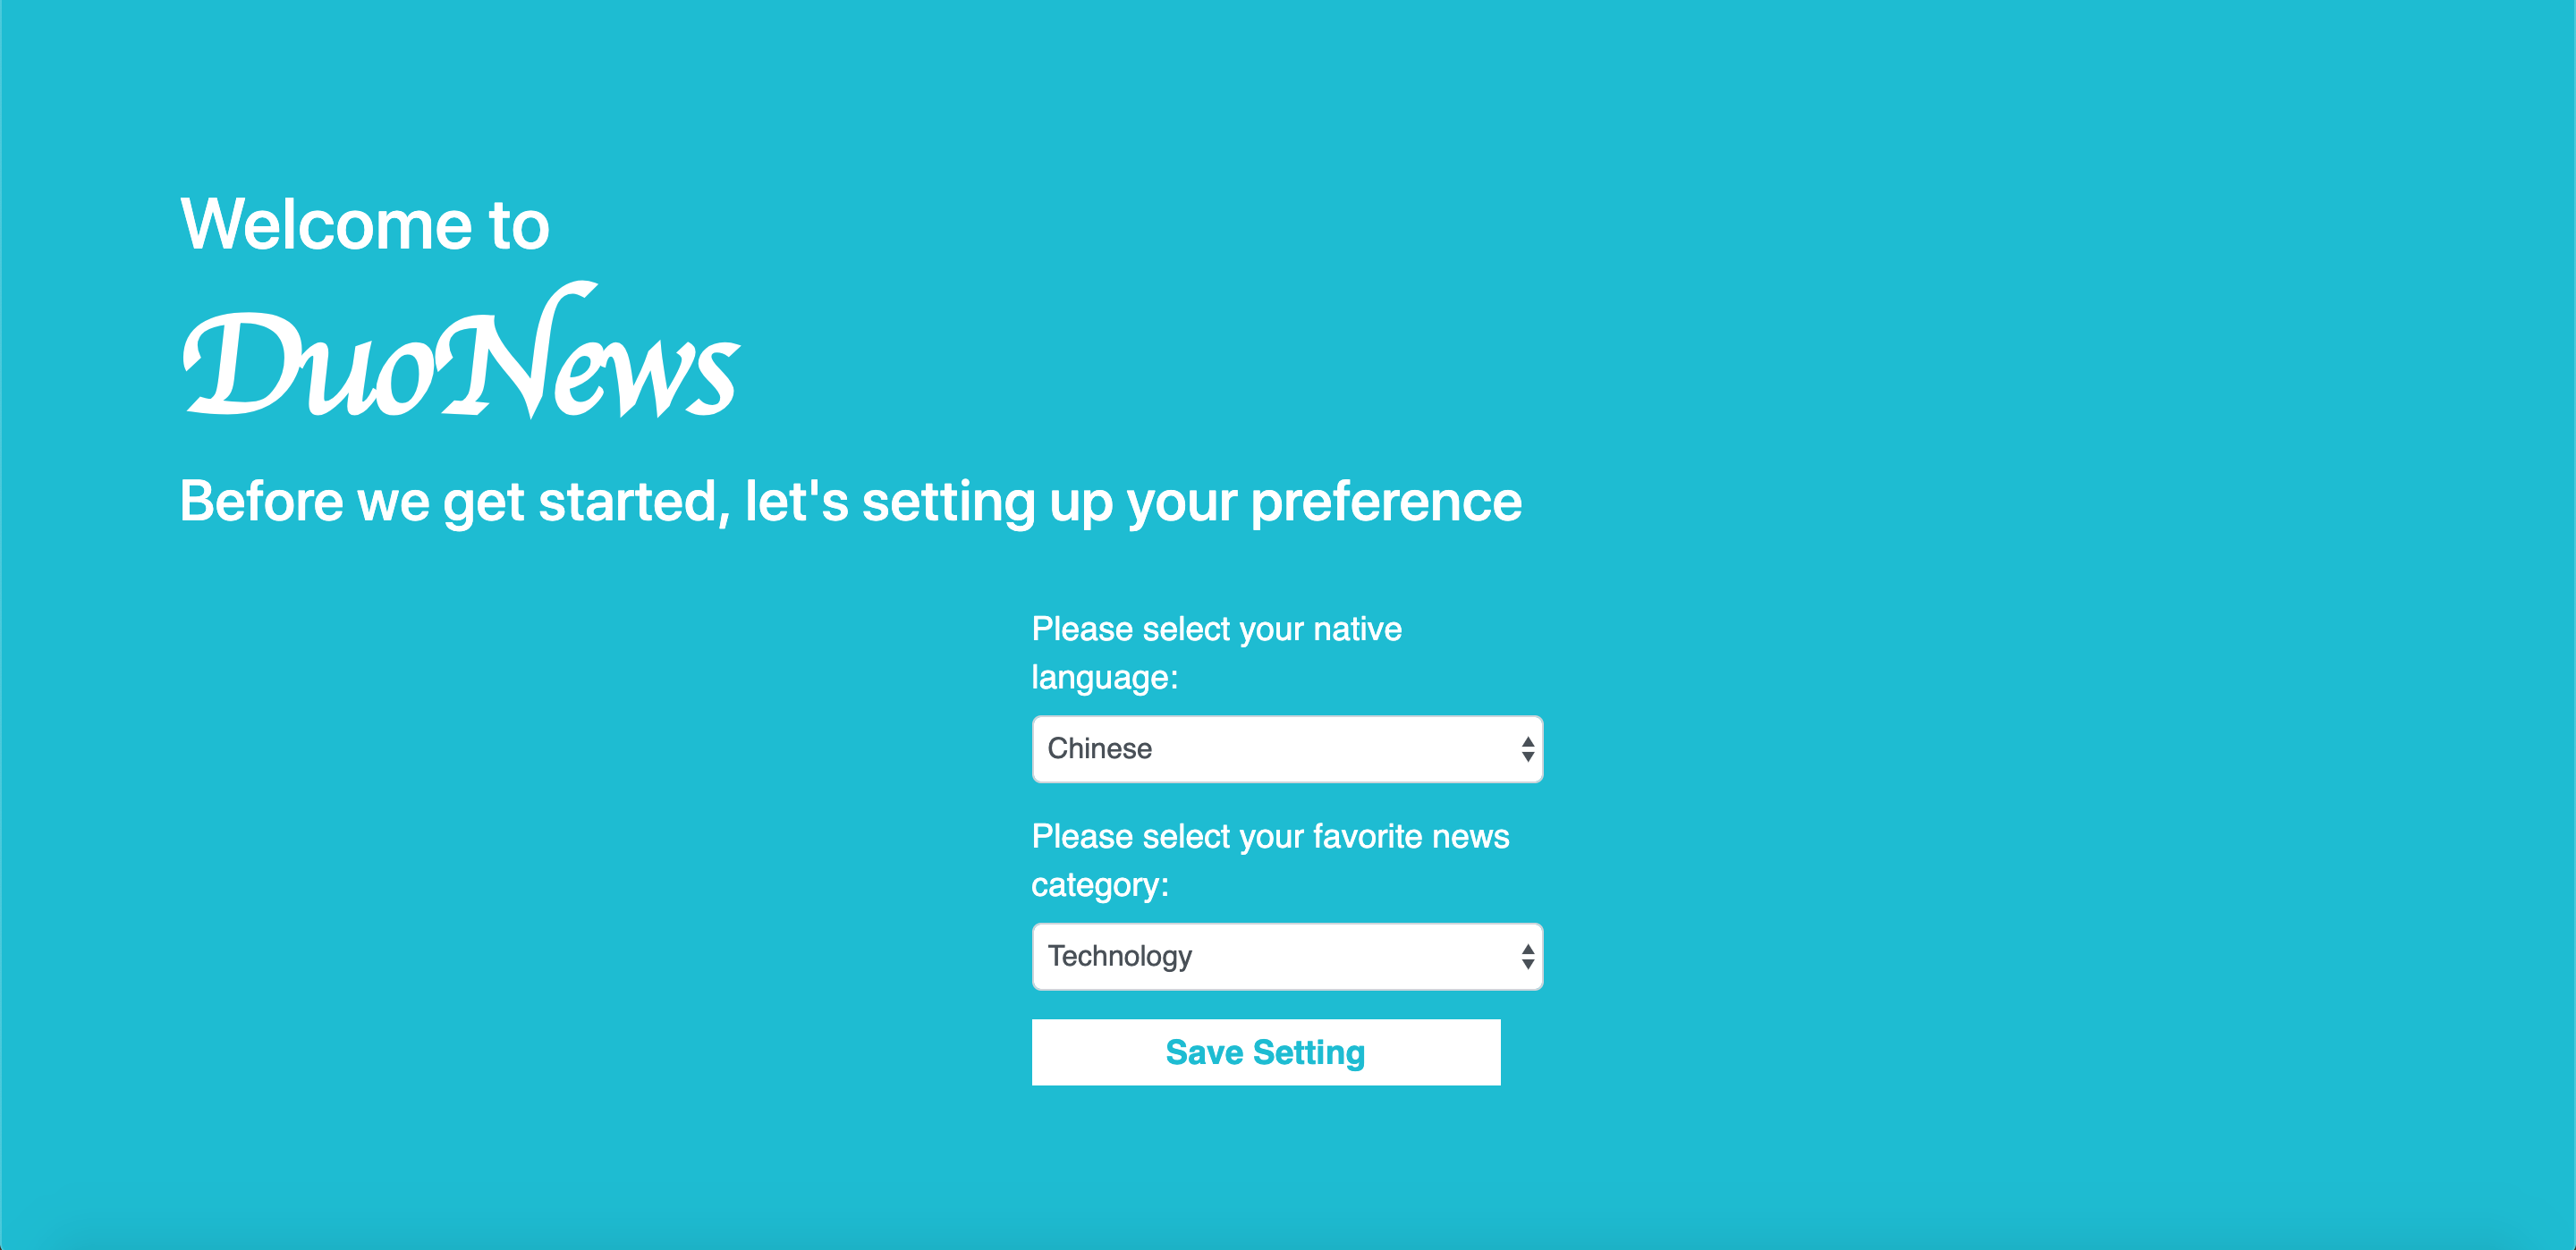 Welcome to
DuoNews
Before we get started, let's setting up your preference
Please select your native
language:
Chinese
Please select your favorite news
category:
Technology
Save Setting